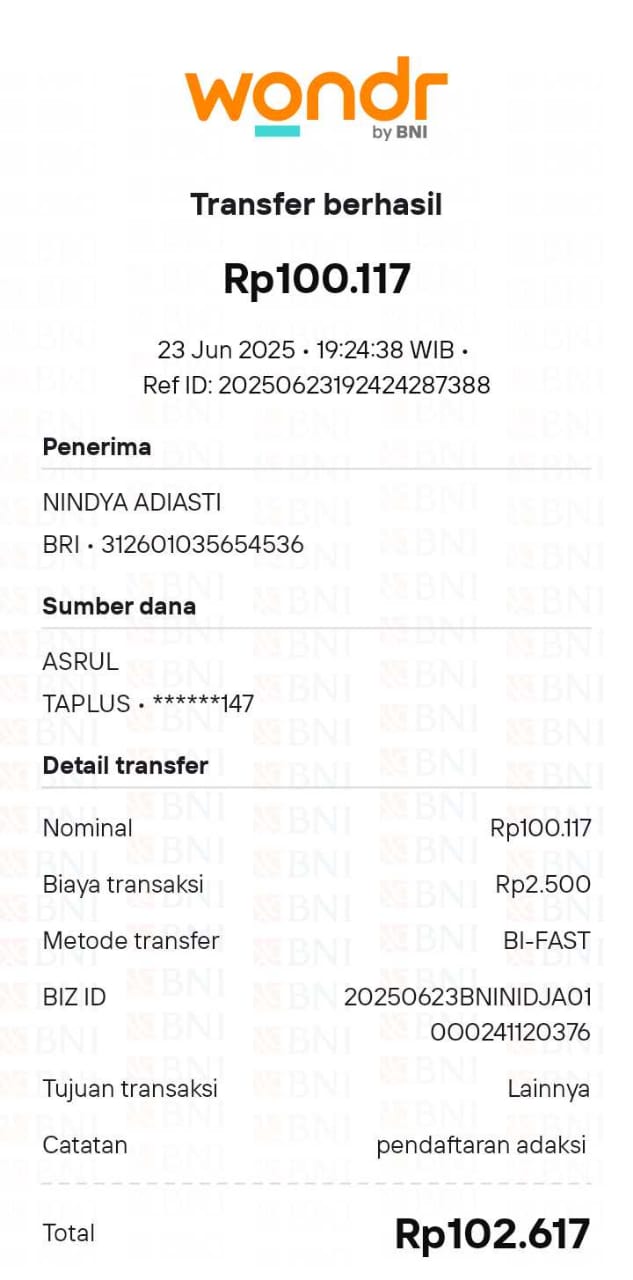 wondr
by BNI
Transfer berhasil
Rp100.117
23 Jun 2025 • 19:24:38 WIB •
Ref ID: 20250623192424287388
Penerima
NINDYA ADIASTI
BRI • 312601035654536
Sumber dana
ASRUL
TAPLUS • ******147
Detail transfer
Nominal Rp100.117
Biaya transaksi Rp2.500
Metode transfer BI-FAST
BIZ ID 20250623BNINIDJA01
O00241120376
Tujuan transaksi Lainnya
Catatan pendaftaran adaksi
Total Rp102.617